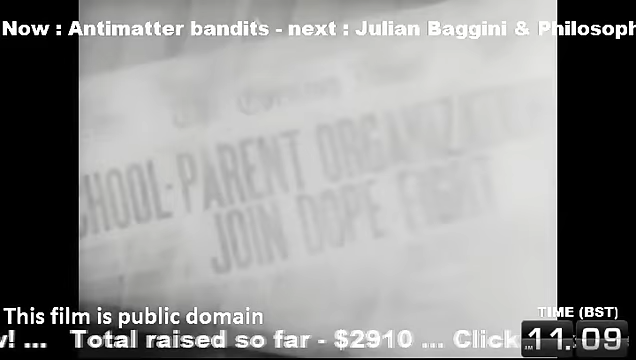 Now : Antimatter bandits - next : Julian Baggini & Philosoph
SCHOOL-PARENT ORGANIZATIONS
JOIN DOPE FIGHT
This film is public domain
TIME (BST)
v! ... Total raised so far - $2910 ... Click
11:09